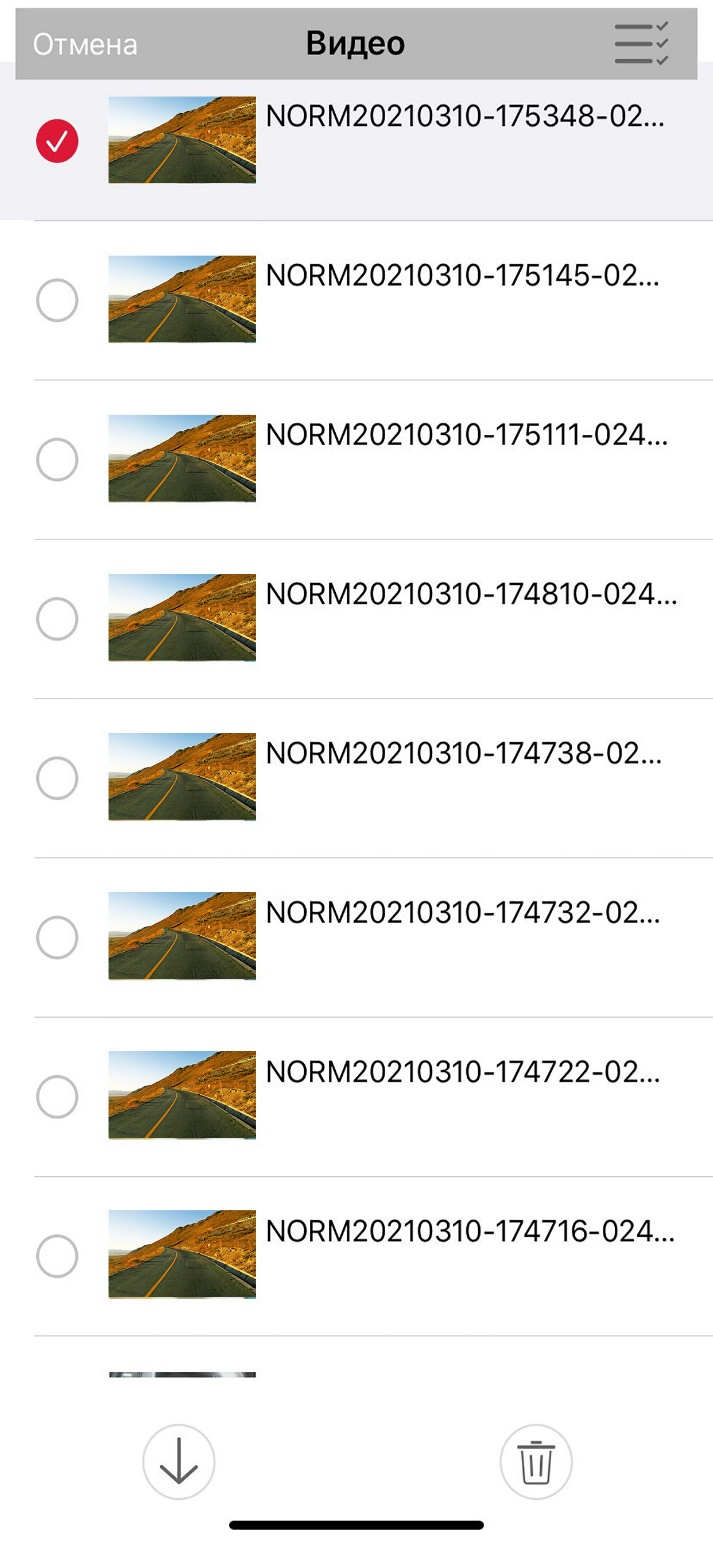 Отмена Видео
NORM20210310-175348-02...
NORM20210310-175145-02...
NORM20210310-175111-024...
NORM20210310-174810-024...
NORM20210310-174738-02...
NORM20210310-174732-02...
NORM20210310-174722-02...
NORM20210310-174716-024...